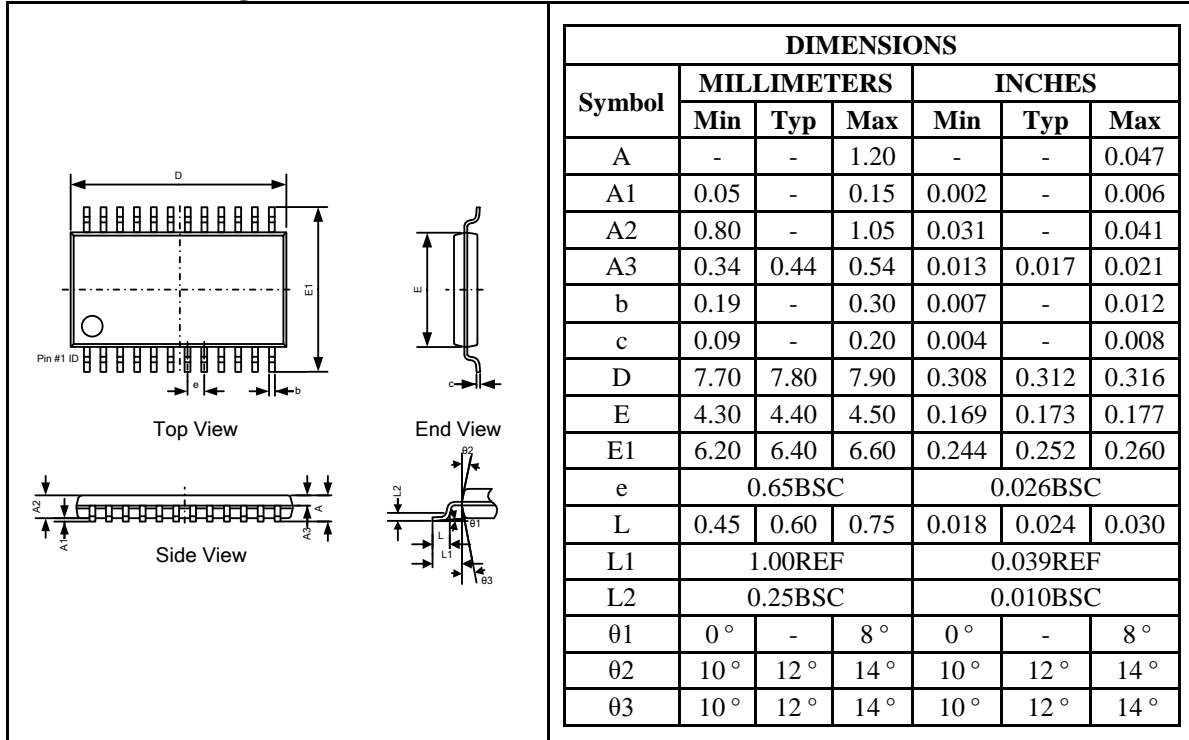 D
E1
Pin #1 ID
e
b
Top View
E
c
End View
A2
A1
A
A3
Side View
θ2
L2
θ1
L
L1
θ3
DIMENSIONS
Symbol MILLIMETERS INCHES
Min Typ Max Min Typ Max
A - - 1.20 - - 0.047
A1 0.05 - 0.15 0.002 - 0.006
A2 0.80 - 1.05 0.031 - 0.041
A3 0.34 0.44 0.54 0.013 0.017 0.021
b 0.19 - 0.30 0.007 - 0.012
c 0.09 - 0.20 0.004 - 0.008
D 7.70 7.80 7.90 0.308 0.312 0.316
E 4.30 4.40 4.50 0.169 0.173 0.177
E1 6.20 6.40 6.60 0.244 0.252 0.260
e 0.65BSC 0.026BSC
L 0.45 0.60 0.75 0.018 0.024 0.030
L1 1.00REF 0.039REF
L2 0.25BSC 0.010BSC
θ1 0° - 8° 0° - 8°
θ2 10° 12° 14° 10° 12° 14°
θ3 10° 12° 14° 10° 12° 14°